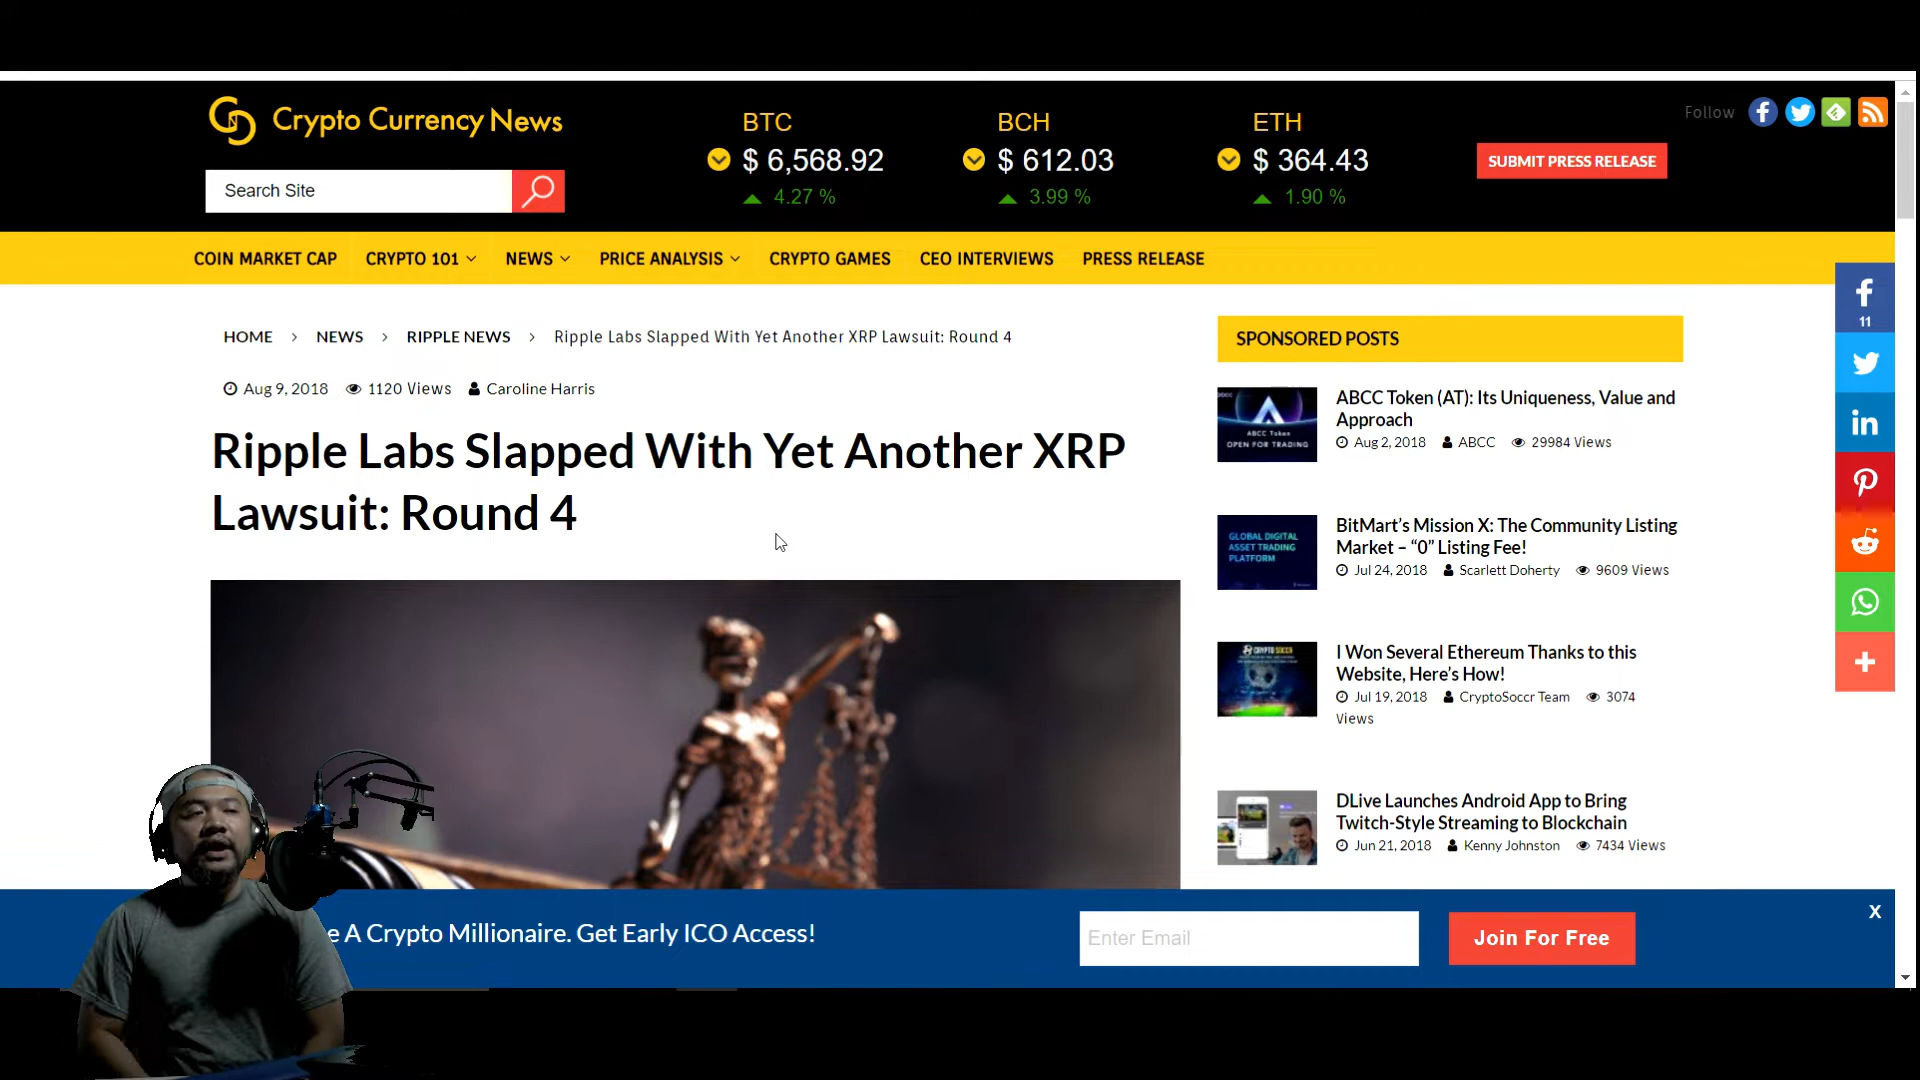 Crypto Currency News
Search Site
BTC
$ 6,568.92
4.27 %
BCH
$ 612.03
3.99 %
ETH
$ 364.43
1.90 %
Follow
SUBMIT PRESS RELEASE
COIN MARKET CAP
CRYPTO 101
NEWS
PRICE ANALYSIS
CRYPTO GAMES
CEO INTERVIEWS
PRESS RELEASE
HOME > NEWS > RIPPLE NEWS > Ripple Labs Slapped With Yet Another XRP Lawsuit: Round 4
Aug 9, 2018 1120 Views Caroline Harris
Ripple Labs Slapped With Yet Another XRP
Lawsuit: Round 4
SPONSORED POSTS
ABCC Token
OPEN FOR TRADING
ABCC Token (AT): Its Uniqueness, Value and
Approach
Aug 2, 2018 ABCC 29984 Views
GLOBAL DIGITAL
ASSET TRADING
PLATFORM
BitMart’s Mission X: The Community Listing
Market – “0” Listing Fee!
Jul 24, 2018 Scarlett Doherty 9609 Views
I Won Several Ethereum Thanks to this
Website, Here’s How!
Jul 19, 2018 CryptoSoccr Team 3074
Views
DLive Launches Android App to Bring
Twitch-Style Streaming to Blockchain
Jun 21, 2018 Kenny Johnston 7434 Views
11
e A Crypto Millionaire. Get Early ICO Access!
Enter Email
Join For Free
X